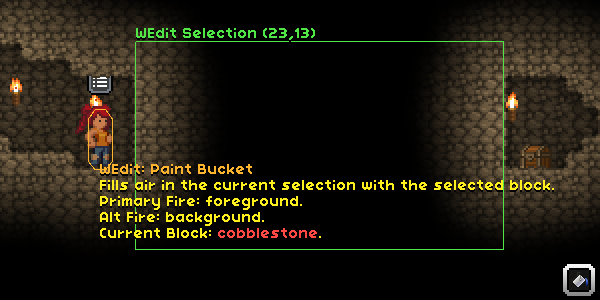 WEdit Selection (23,13)
WEdit: Paint Bucket
Fills air in the current selection with the selected block.
Primary Fire: foreground.
Alt Fire: background.
Current Block: cobblestone.